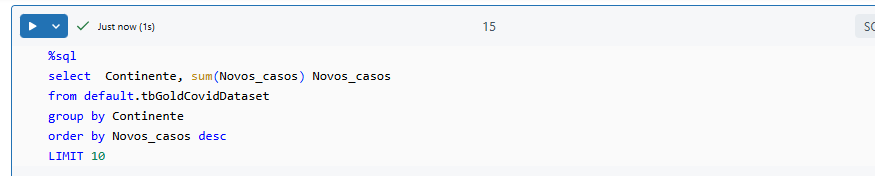 Just now (1s)
15
%sql
select  Continente, sum(Novos_casos) Novos_casos
from default.tbGoldCovidDataset
group by Continente
order by Novos_casos desc
LIMIT 10